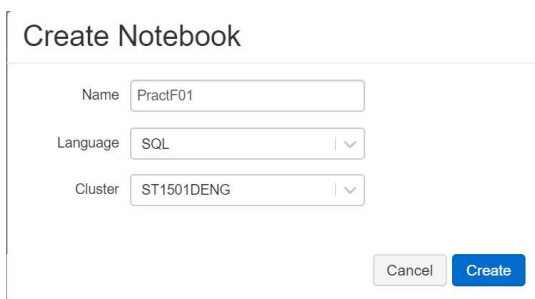 Create Notebook
Name PractF01
Language SQL
Cluster ST1501DENG
Cancel Create